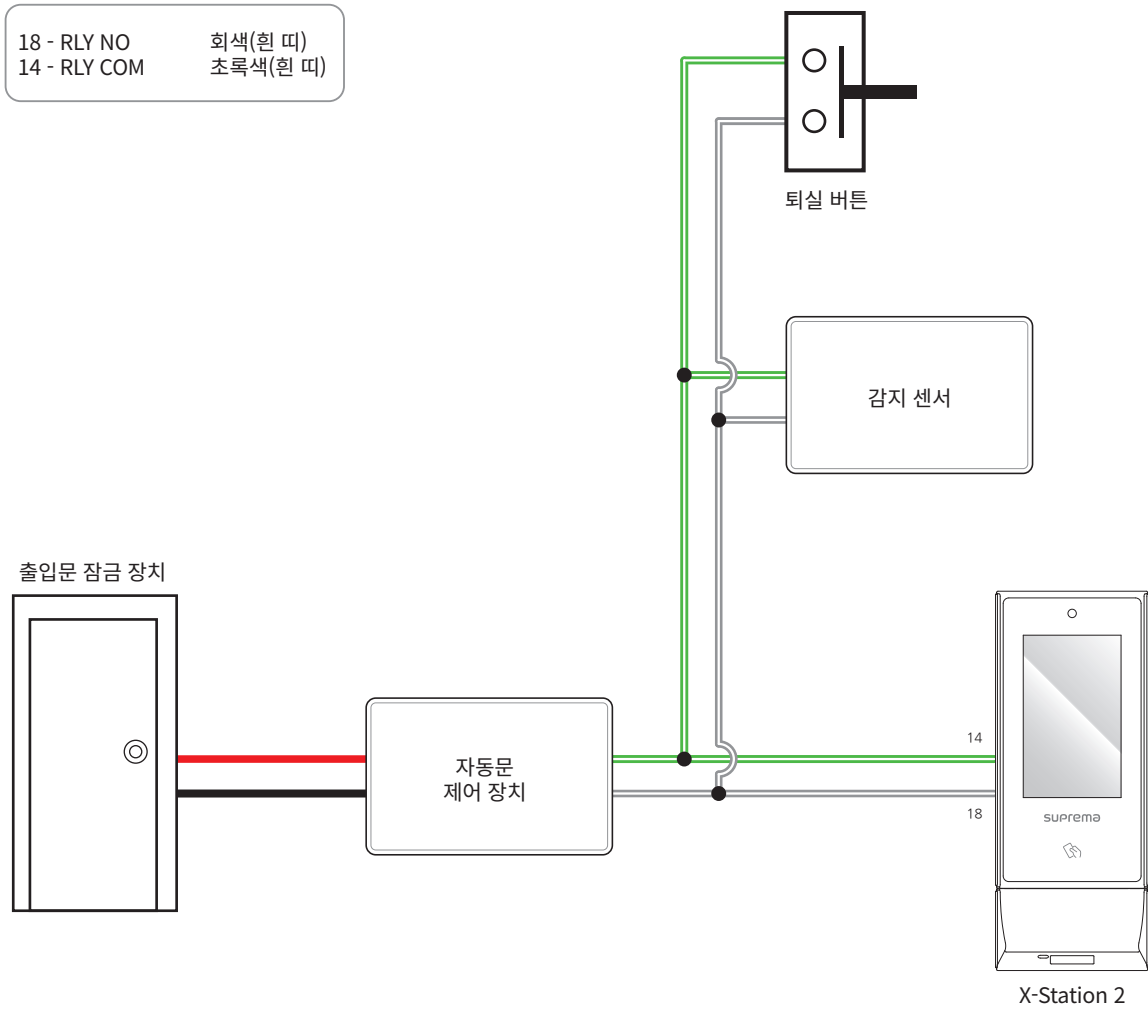 18 - RLY NO 회색(흰 띠)
14 - RLY COM 초록색(흰 띠)
퇴실 버튼
감지 센서
출입문 잠금 장치
자동문
제어 장치
14
18
suprema
X-Station 2